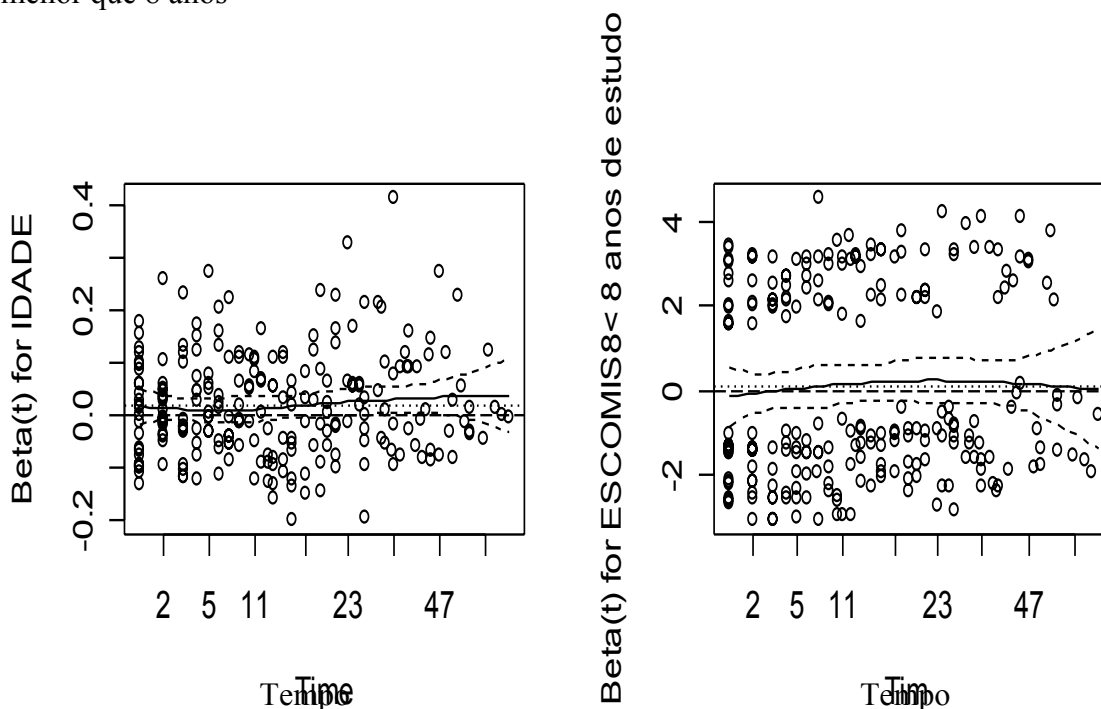 menor que 8 anos
Beta(t) for IDADE
0.4
0.2
0.0
-0.2
2 5 11 23 47
Time
Tempo
Beta(t) for ESCOMIS8< 8 anos de estudo
4
2
0
-2
2 5 11 23 47
Tim
Tempo